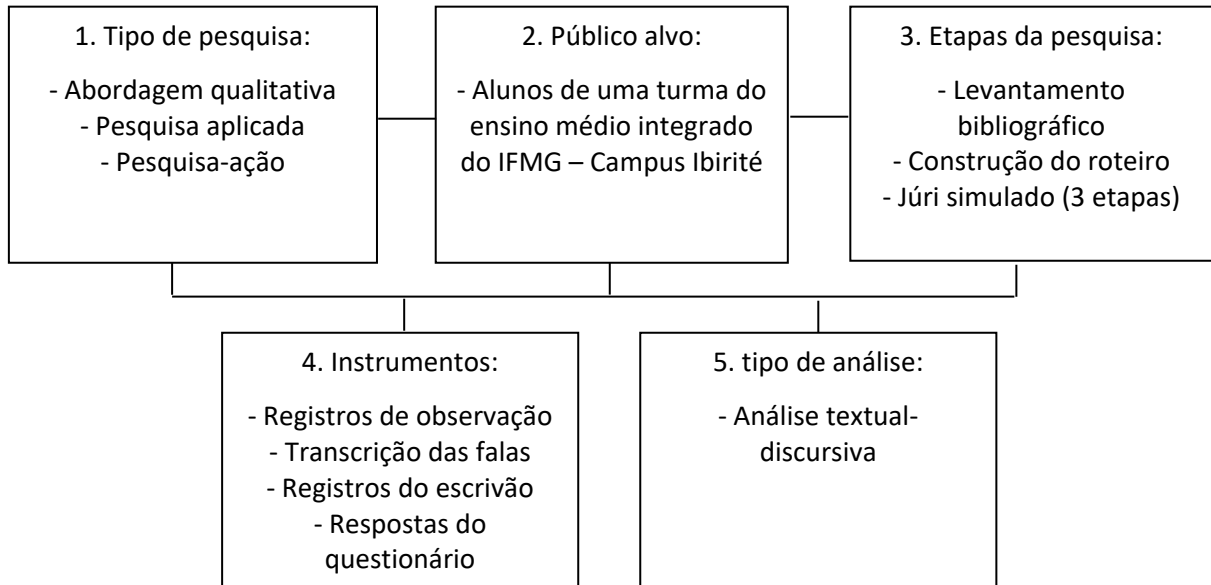 1. Tipo de pesquisa:
- Abordagem qualitativa
- Pesquisa aplicada
- Pesquisa-ação
2. Público alvo:
- Alunos de uma turma do
ensino médio integrado
do IFMG – Campus Ibirité
3. Etapas da pesquisa:
- Levantamento
bibliográfico
- Construção do roteiro
- Júri simulado (3 etapas)
4. Instrumentos:
- Registros de observação
- Transcrição das falas
- Registros do escrivão
- Respostas do
questionário
5. tipo de análise:
- Análise textual-
discursiva